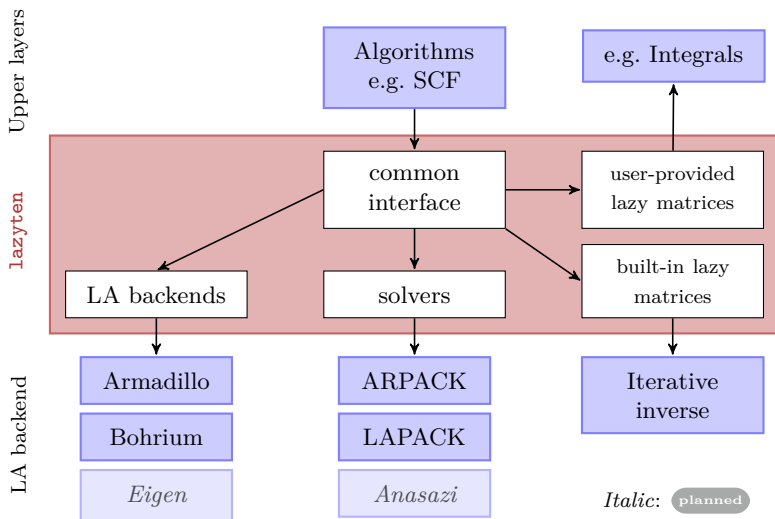 Upper layers
Algorithms
e.g. SCF
e.g. Integrals
lazyten
common
interface
user-provided
lazy matrices
LA backends
solvers
built-in lazy
matrices
LA backend
Armadillo
Bohrium
Eigen
ARPACK
LAPACK
Anasazi
Iterative
inverse
Italic: planned